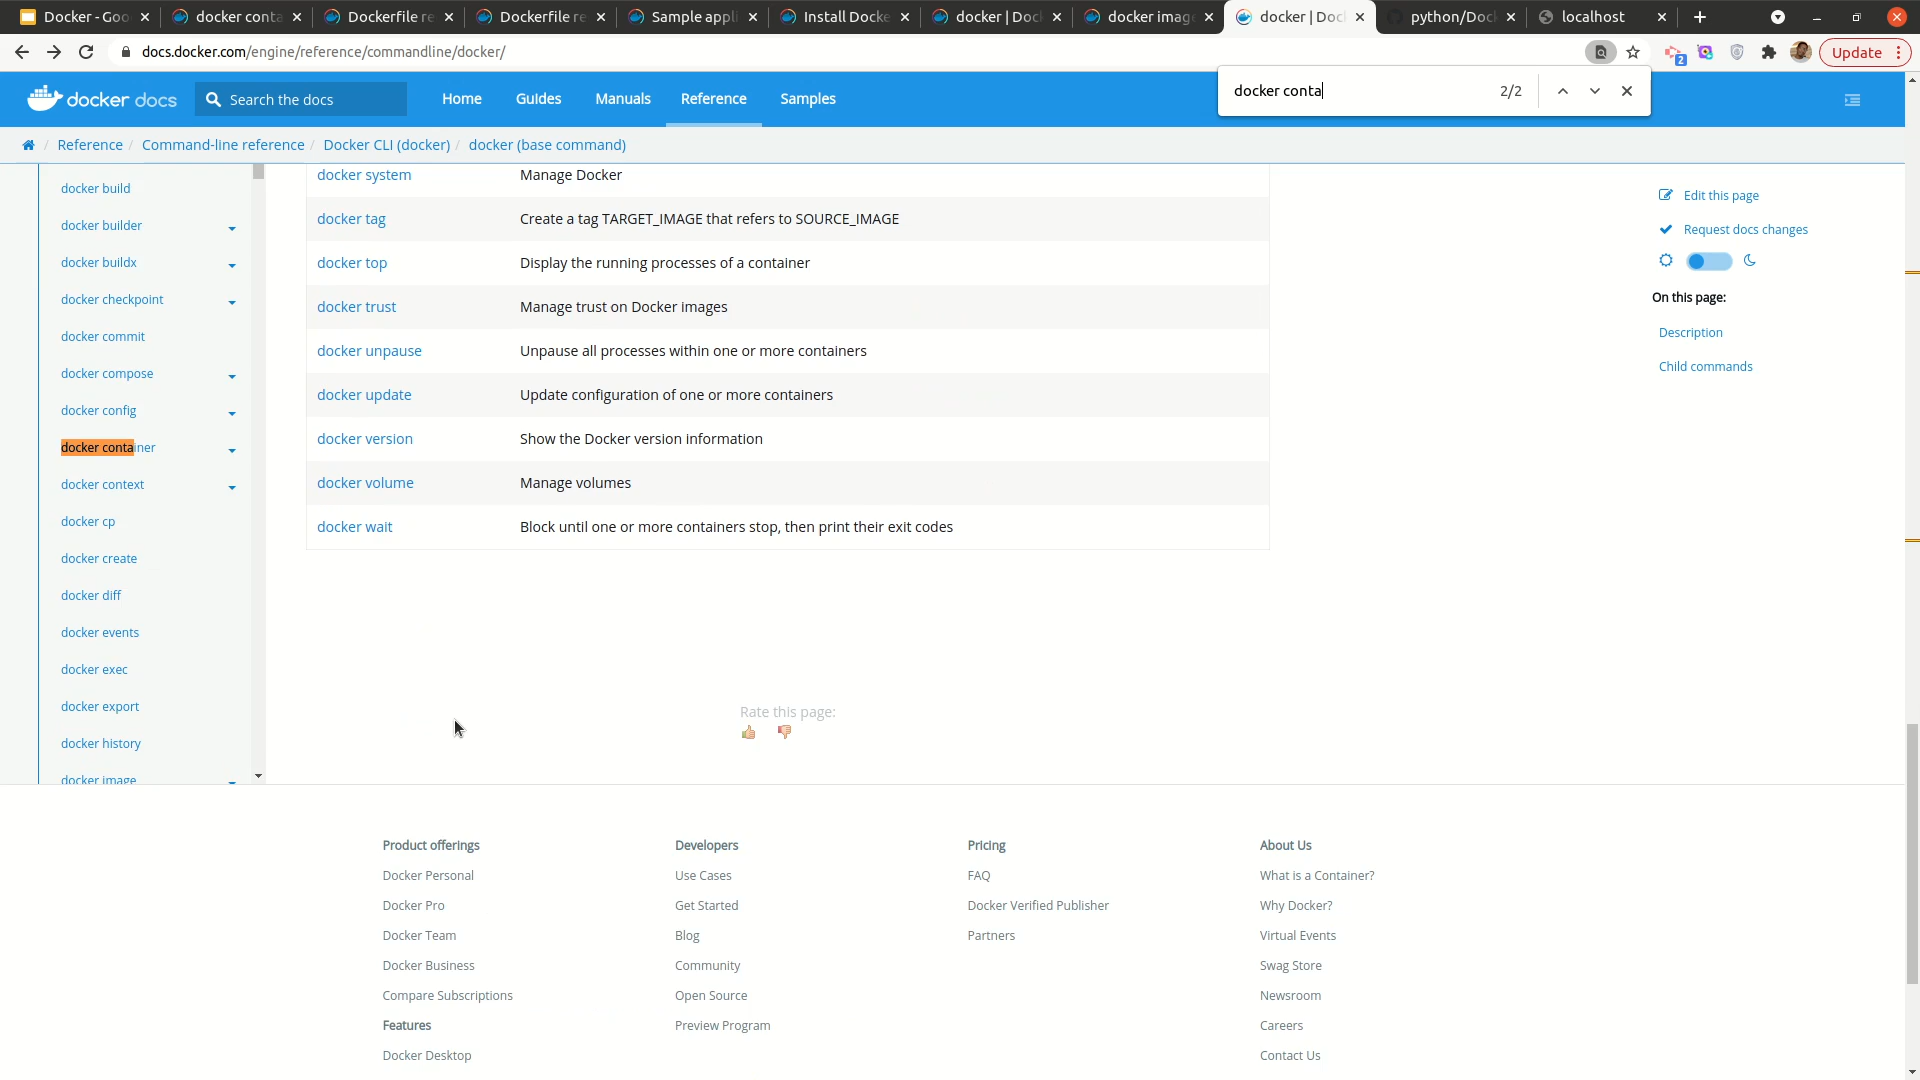 Docker - Goo
docker conta
Dockerfile re
Dockerfile re
Sample appli
Install Docke
docker | Doc
docker image
docker | Doc
python/Doc
localhost
docs.docker.com/engine/reference/commandline/docker/
2
Update
docker conta
2/2
docker docs
Search the docs
Home
Guides
Manuals
Reference
Samples
/ Reference / Command-line reference / Docker CLI (docker) / docker (base command)
docker build
docker builder
docker buildx
docker checkpoint
docker commit
docker compose
docker config
docker container
docker context
docker cp
docker create
docker diff
docker events
docker exec
docker export
docker history
docker image
docker system Manage Docker
docker tag Create a tag TARGET_IMAGE that refers to SOURCE_IMAGE
docker top Display the running processes of a container
docker trust Manage trust on Docker images
docker unpause Unpause all processes within one or more containers
docker update Update configuration of one or more containers
docker version Show the Docker version information
docker volume Manage volumes
docker wait Block until one or more containers stop, then print their exit codes
Rate this page:
Edit this page
Request docs changes
On this page:
Description
Child commands
Product offerings
Docker Personal
Docker Pro
Docker Team
Docker Business
Compare Subscriptions
Features
Docker Desktop
Developers
Use Cases
Get Started
Blog
Community
Open Source
Preview Program
Pricing
FAQ
Docker Verified Publisher
Partners
About Us
What is a Container?
Why Docker?
Virtual Events
Swag Store
Newsroom
Careers
Contact Us